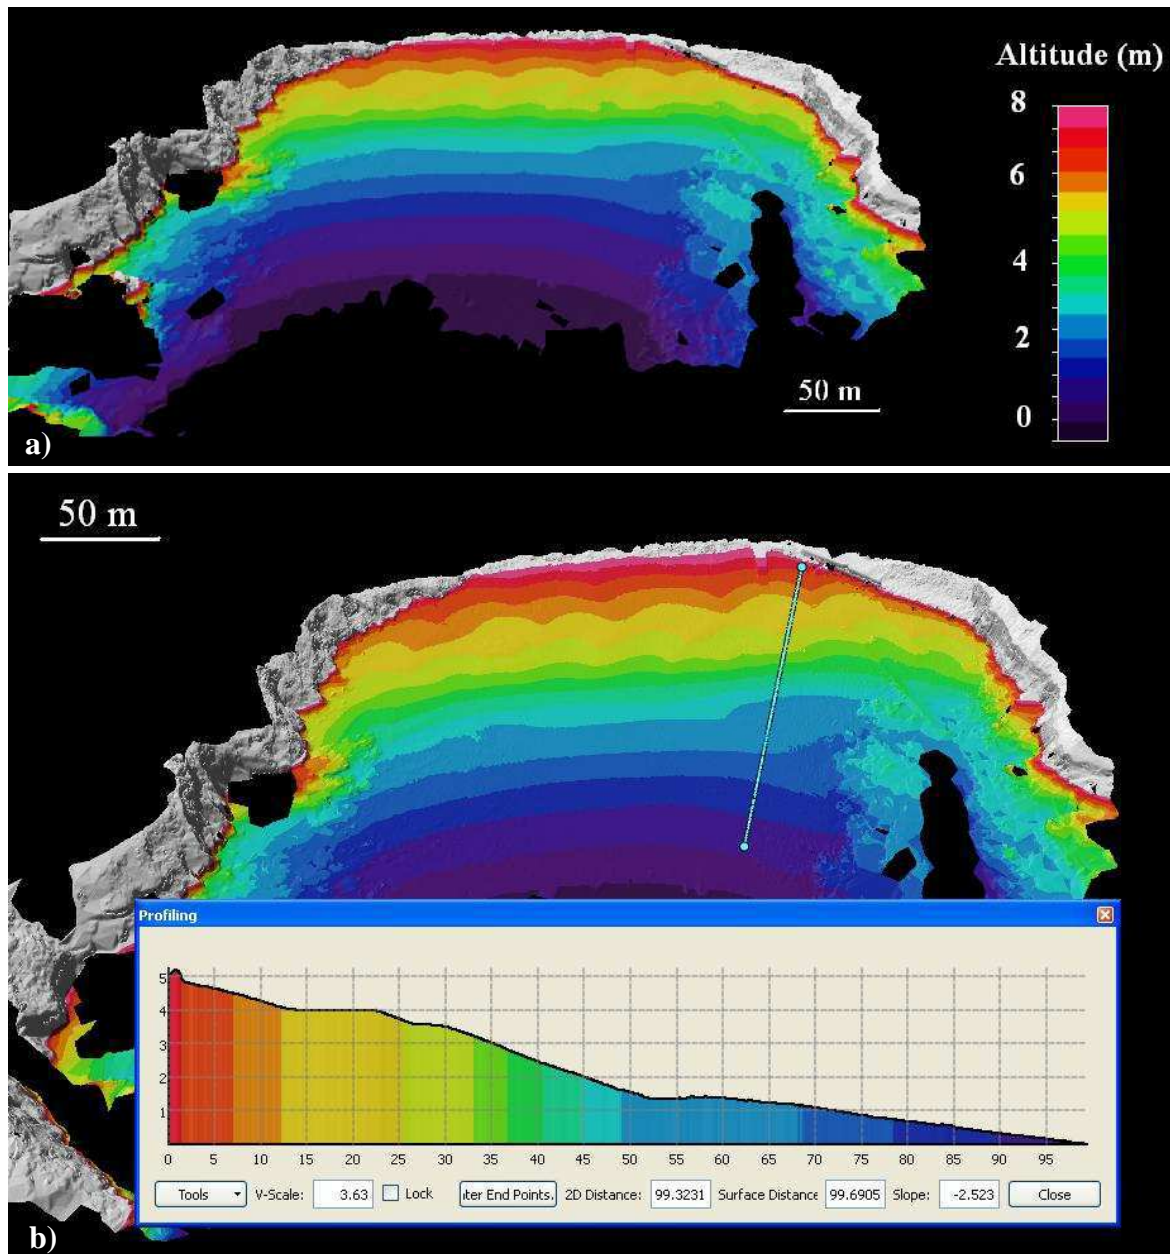 Altitude (m)
8
6
4
2
0
50 m
a)
50 m
Profiling
5
4
3
2
1
0 5 10 15 20 25 30 35 40 45 50 55 60 65 70 75 80 85 90 95
Tools V-Scale: 3.63 Lock iter End Points. 2D Distance: 99.3231 Surface Distance 99.6905 Slope: -2.523 Close
b)